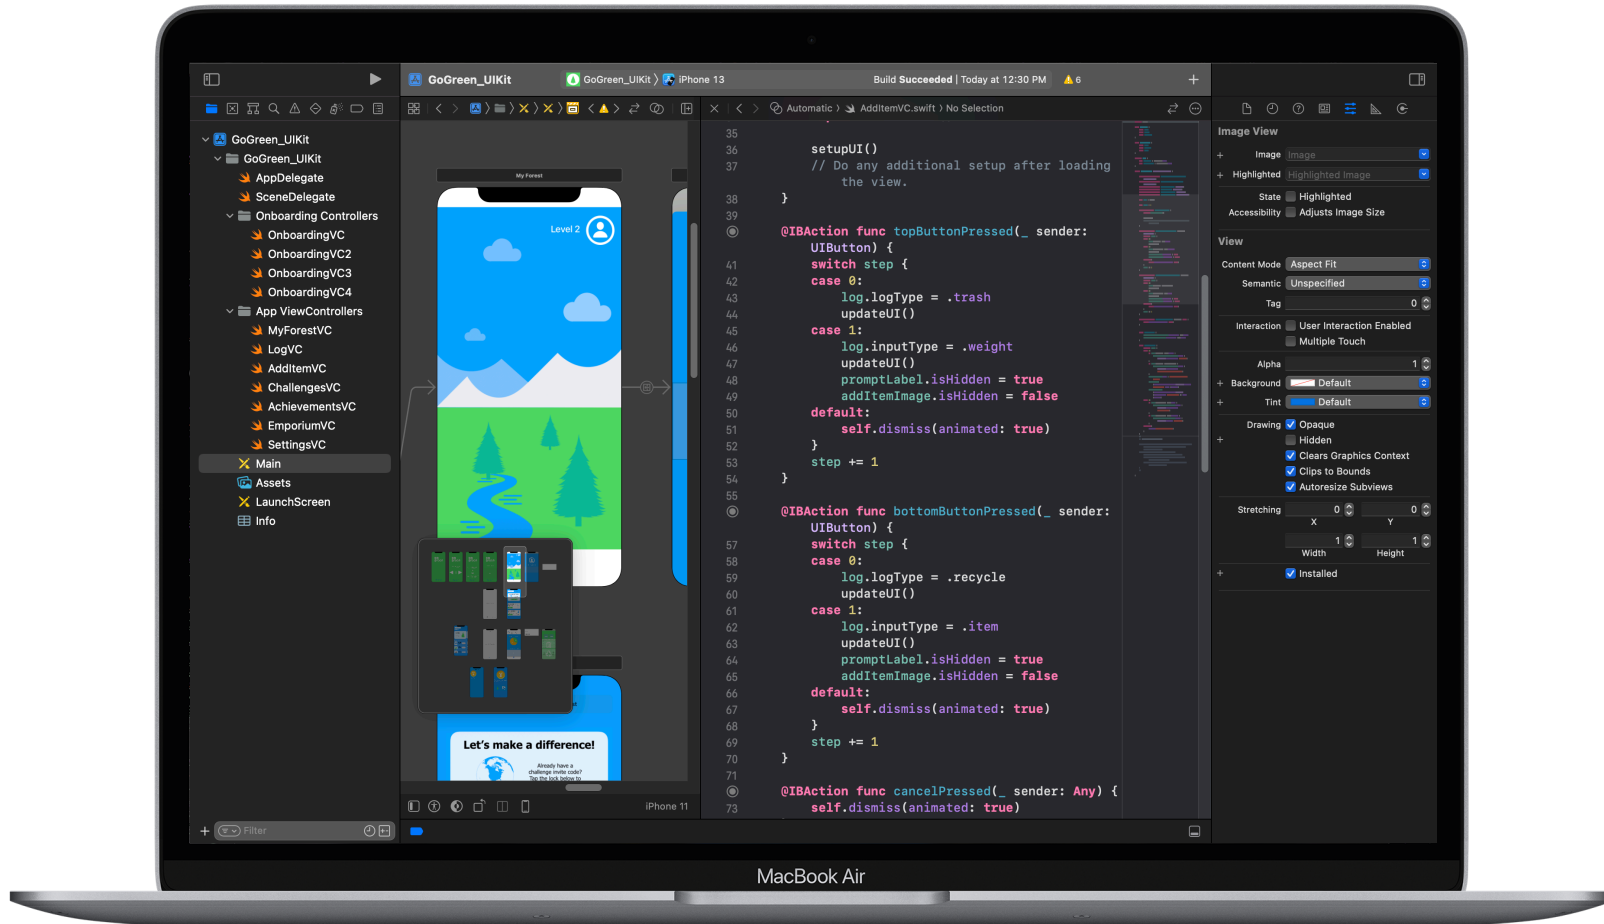 GoGreen_UIKit
GoGreen_UIKit
iPhone 13
Build Succeeded | Today at 12:30 PM
6
GoGreen_UIKit
GoGreen_UIKit
AppDelegate
SceneDelegate
Onboarding Controllers
OnboardingVC
OnboardingVC2
OnboardingVC3
OnboardingVC4
App ViewControllers
MyForestVC
LogVC
AddItemVC
ChallengesVC
AchievementsVC
EmporiumVC
SettingsVC
Main
Assets
LaunchScreen
Info
Filter
My Forest
Level 2
Let's make a difference!
Already have a
challenge invite code?
Tap the lock below to
iPhone 11
Automatic
AddItemVC.swift
No Selection
35
36 setupUI()
37 // Do any additional setup after loading
the view.
38 }
39
@IBAction func topButtonPressed(_ sender:
UIButton) {
41 switch step {
42 case 0:
43 log.logType = .trash
44 updateUI()
45 case 1:
46 log.inputType = .weight
47 updateUI()
48 promptLabel.isHidden = true
49 addItemImage.isHidden = false
50 default:
51 self.dismiss(animated: true)
52 }
53 step += 1
54 }
55
@IBAction func bottomButtonPressed(_ sender:
UIButton) {
57 switch step {
58 case 0:
59 log.logType = .recycle
60 updateUI()
61 case 1:
62 log.inputType = .item
63 updateUI()
64 promptLabel.isHidden = true
65 addItemImage.isHidden = false
66 default:
67 self.dismiss(animated: true)
68 }
69 step += 1
70 }
71
@IBAction func cancelPressed(_ sender: Any) {
73 self.dismiss(animated: true)
Image View
Image Image
Highlighted Highlighted Image
State Highlighted
Accessibility Adjusts Image Size
View
Content Mode Aspect Fit
Semantic Unspecified
Tag 0
Interaction User Interaction Enabled
Multiple Touch
Alpha 1
Background Default
Tint Default
Drawing Opaque
Hidden
Clears Graphics Context
Clips to Bounds
Autoresize Subviews
Stretching 0 0
X Y
1 1
Width Height
Installed
MacBook Air